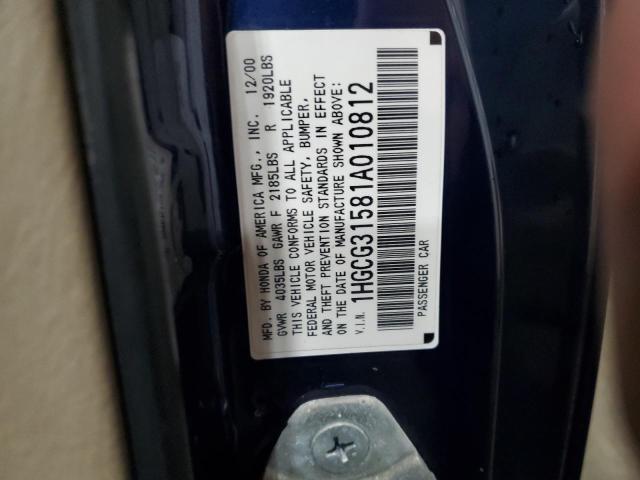 MFD. BY HONDA OF AMERICA MFG., INC. 12/00
GVWR 4035LBS GAWR F 2185LBS R 1920LBS
THIS VEHICLE CONFORMS TO ALL APPLICABLE
FEDERAL MOTOR VEHICLE SAFETY, BUMPER,
AND THEFT PREVENTION STANDARDS IN EFFECT
ON THE DATE OF MANUFACTURE SHOWN ABOVE:
V.I.N. 1HGCG31581A010812
PASSENGER CAR